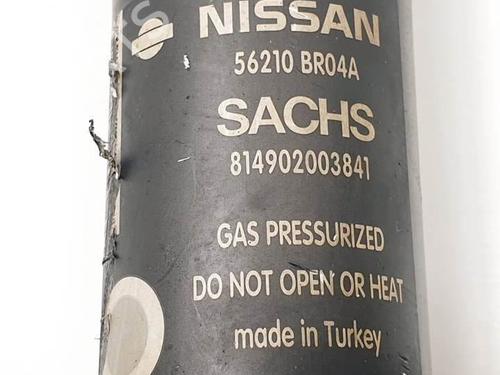 NISSAN
56210 BR04A
SACHS
814902003841
GAS PRESSURIZED
DO NOT OPEN OR HEAT
made in Turkey